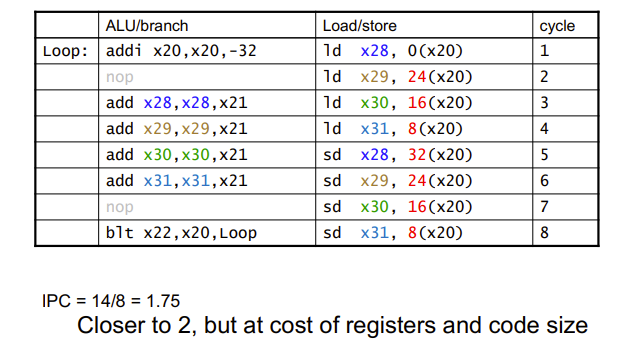 ALU/branch Load/store cycle
Loop: addi x20,x20,-32 ld x28, 0(x20) 1
nop ld x29, 24(x20) 2
add x28,x28,x21 ld x30, 16(x20) 3
add x29,x29,x21 ld x31, 8(x20) 4
add x30,x30,x21 sd x28, 32(x20) 5
add x31,x31,x21 sd x29, 24(x20) 6
nop sd x30, 16(x20) 7
blt x22,x20,Loop sd x31, 8(x20) 8
IPC = 14/8 = 1.75
Closer to 2, but at cost of registers and code size